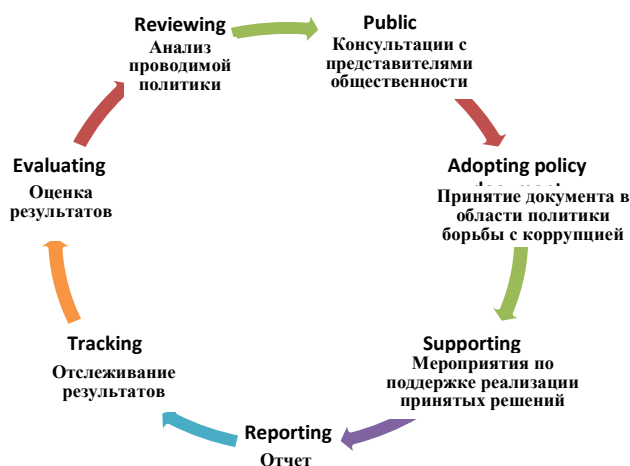 Reviewing
Анализ
проводимой
политики
Public
Консультации с
представителями
общественности
Adopting policy
Принятие документа в
области политики
борьбы с коррупцией
Supporting
Мероприятия по
поддержке реализации
принятых решений
Reporting
Отчет
Tracking
Отслеживание
результатов
Evaluating
Оценка
результатов